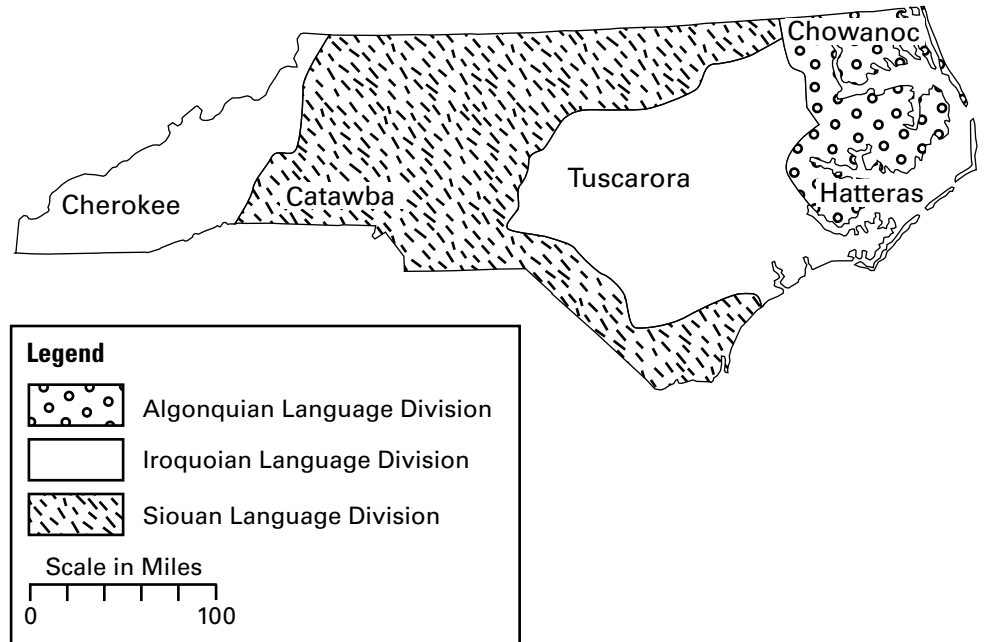 Chowanoc
Tuscarora
Hatteras
Catawba
Cherokee
Legend
Algonquian Language Division
Iroquoian Language Division
Siouan Language Division
Scale in Miles
0 100